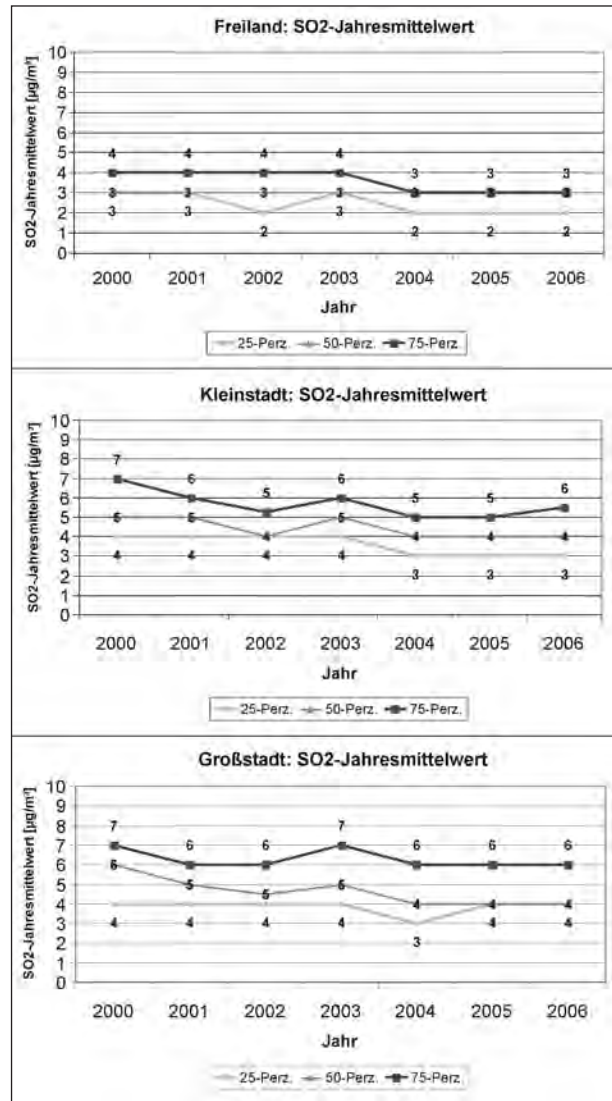 Freiland: SO2-Jahresmittelwert
SO2-Jahresmittelwert [µg/m³]
10
9
8
7
6
5
4
3
2
1
0
4 4 4 4 3 3 3
3 3 3 3 3 3 3
3 3 2 3 2 2 2
2000 2001 2002 2003 2004 2005 2006
Jahr
25-Perz. 50-Perz. 75-Perz.
Kleinstadt: SO2-Jahresmittelwert
SO2-Jahresmittelwert [µg/m³]
10
9
8
7
6
5
4
3
2
1
0
7 6 5 6 5 5 6
5 5 4 5 4 4 4
4 4 4 4 3 3 3
2000 2001 2002 2003 2004 2005 2006
Jahr
25-Perz. 50-Perz. 75-Perz.
Großstadt: SO2-Jahresmittelwert
SO2-Jahresmittelwert [µg/m³]
10
9
8
7
6
5
4
3
2
1
0
7 6 6 7 6 6 6
6 5 5 5 4 4 4
4 4 4 4 3 4 4
2000 2001 2002 2003 2004 2005 2006
Jahr
25-Perz. 50-Perz. 75-Perz.